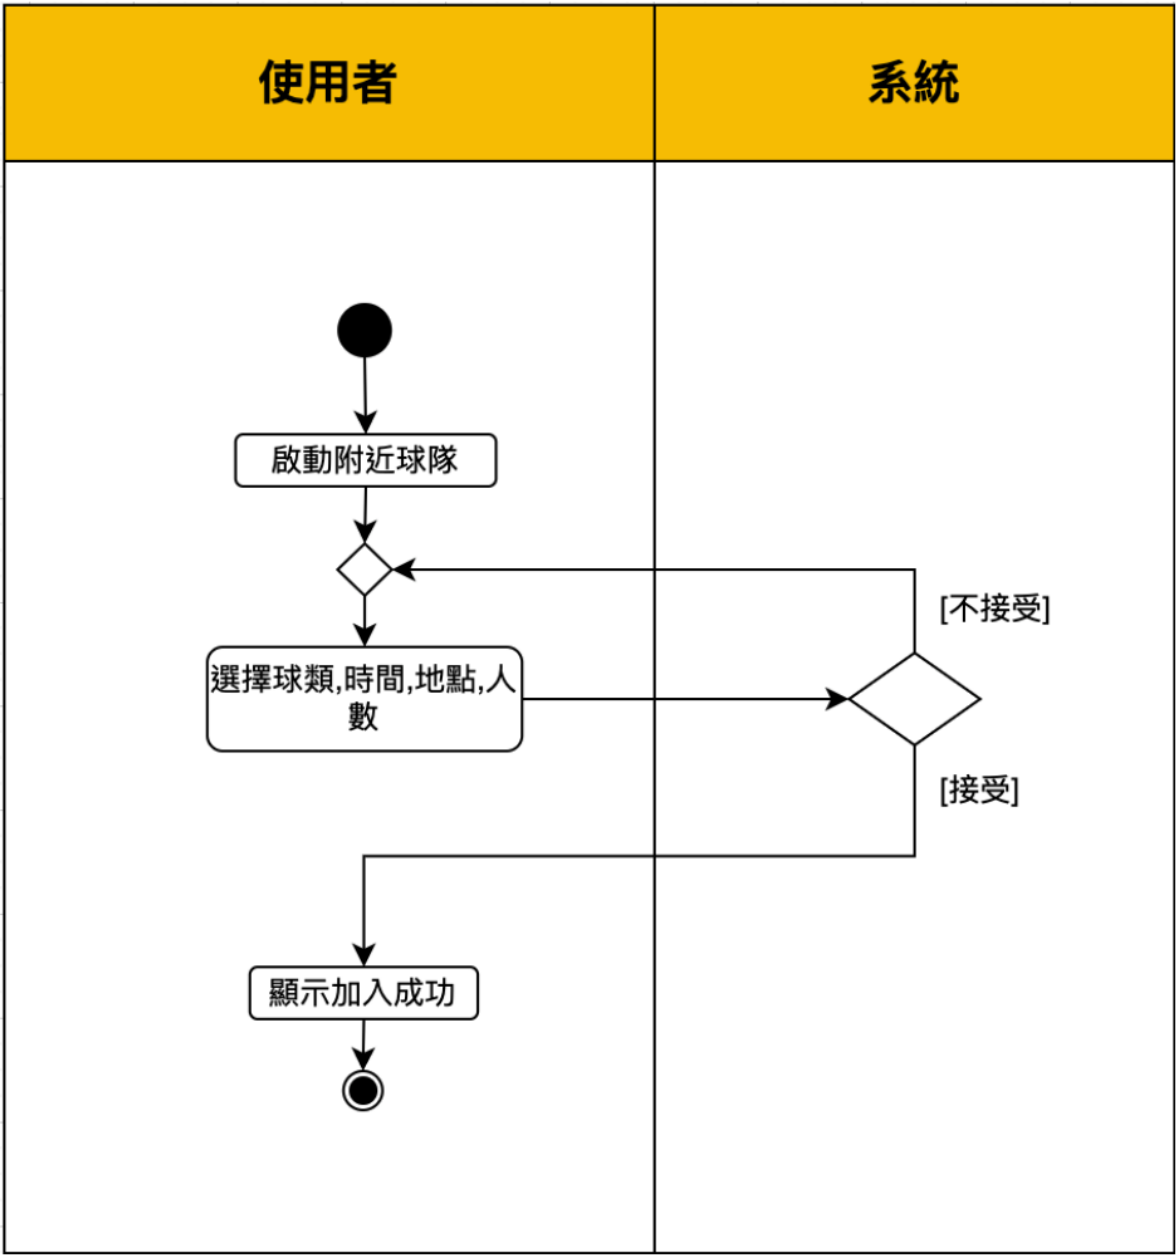 使用者
系統
啟動附近球隊
[不接受]
選擇球類,時間,地點,人
數
[接受]
顯示加入成功